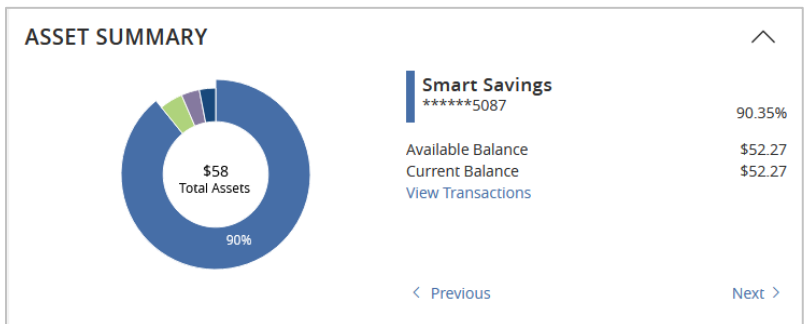 ASSET SUMMARY
$58
Total Assets
90%
Smart Savings
******5087
90.35%
Available Balance $52.27
Current Balance $52.27
View Transactions
< Previous
Next >